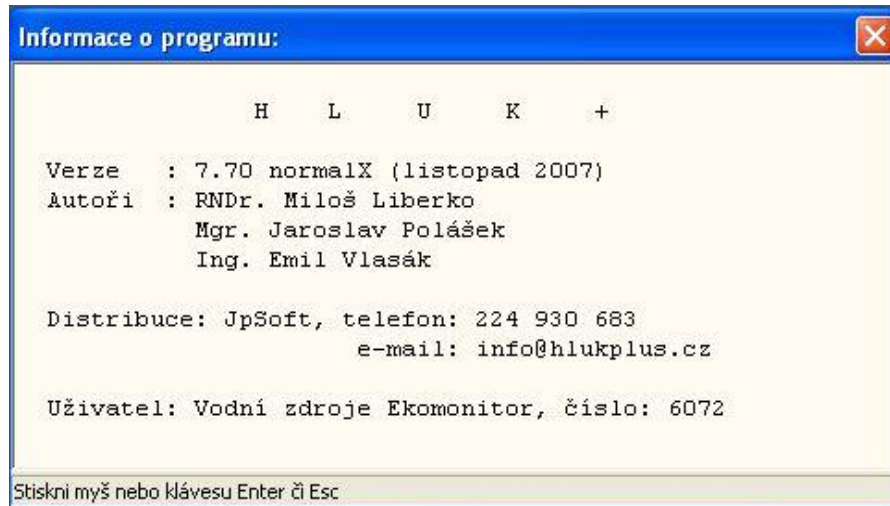 Informace o programu:
H L U K +
Verze : 7.70 normalX (listopad 2007)
Autoři : RNDr. Miloš Liberko
Mgr. Jaroslav Polášek
Ing. Emil Vlasák
Distribuce: JpSoft, telefon: 224 930 683
e-mail: info@hlukplus.cz
Uživatel: Vodní zdroje Ekomonitor, číslo: 6072
Stiskni myš nebo klávesu Enter či Esc